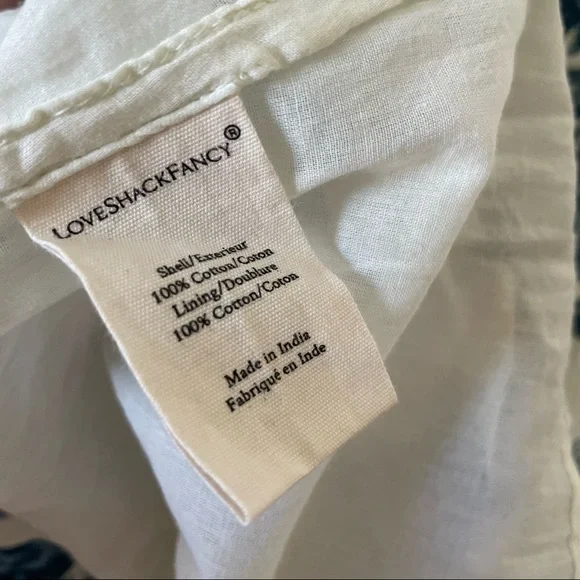 LOVESHACKFANCY®
Shell/Exterieur
100% Cotton/Coton
Lining/Doublure
100% Cotton/Coton
Made in India
Fabriqué en Inde